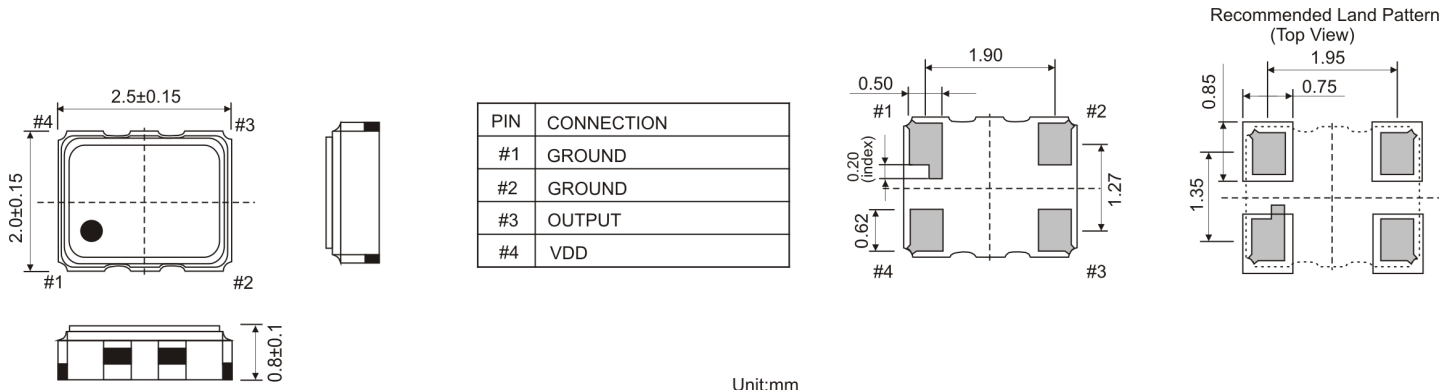 Recommended Land Pattern
(Top View)
2.5±0.15
#4
#3
2.0±0.15
#1
#2
0.8±0.1
PIN CONNECTION
#1 GROUND
#2 GROUND
#3 OUTPUT
#4 VDD
1.90
0.50
#1
#2
0.20
(index)
1.27
0.62
#4
#3
1.95
0.85
0.75
1.35
Unit:mm